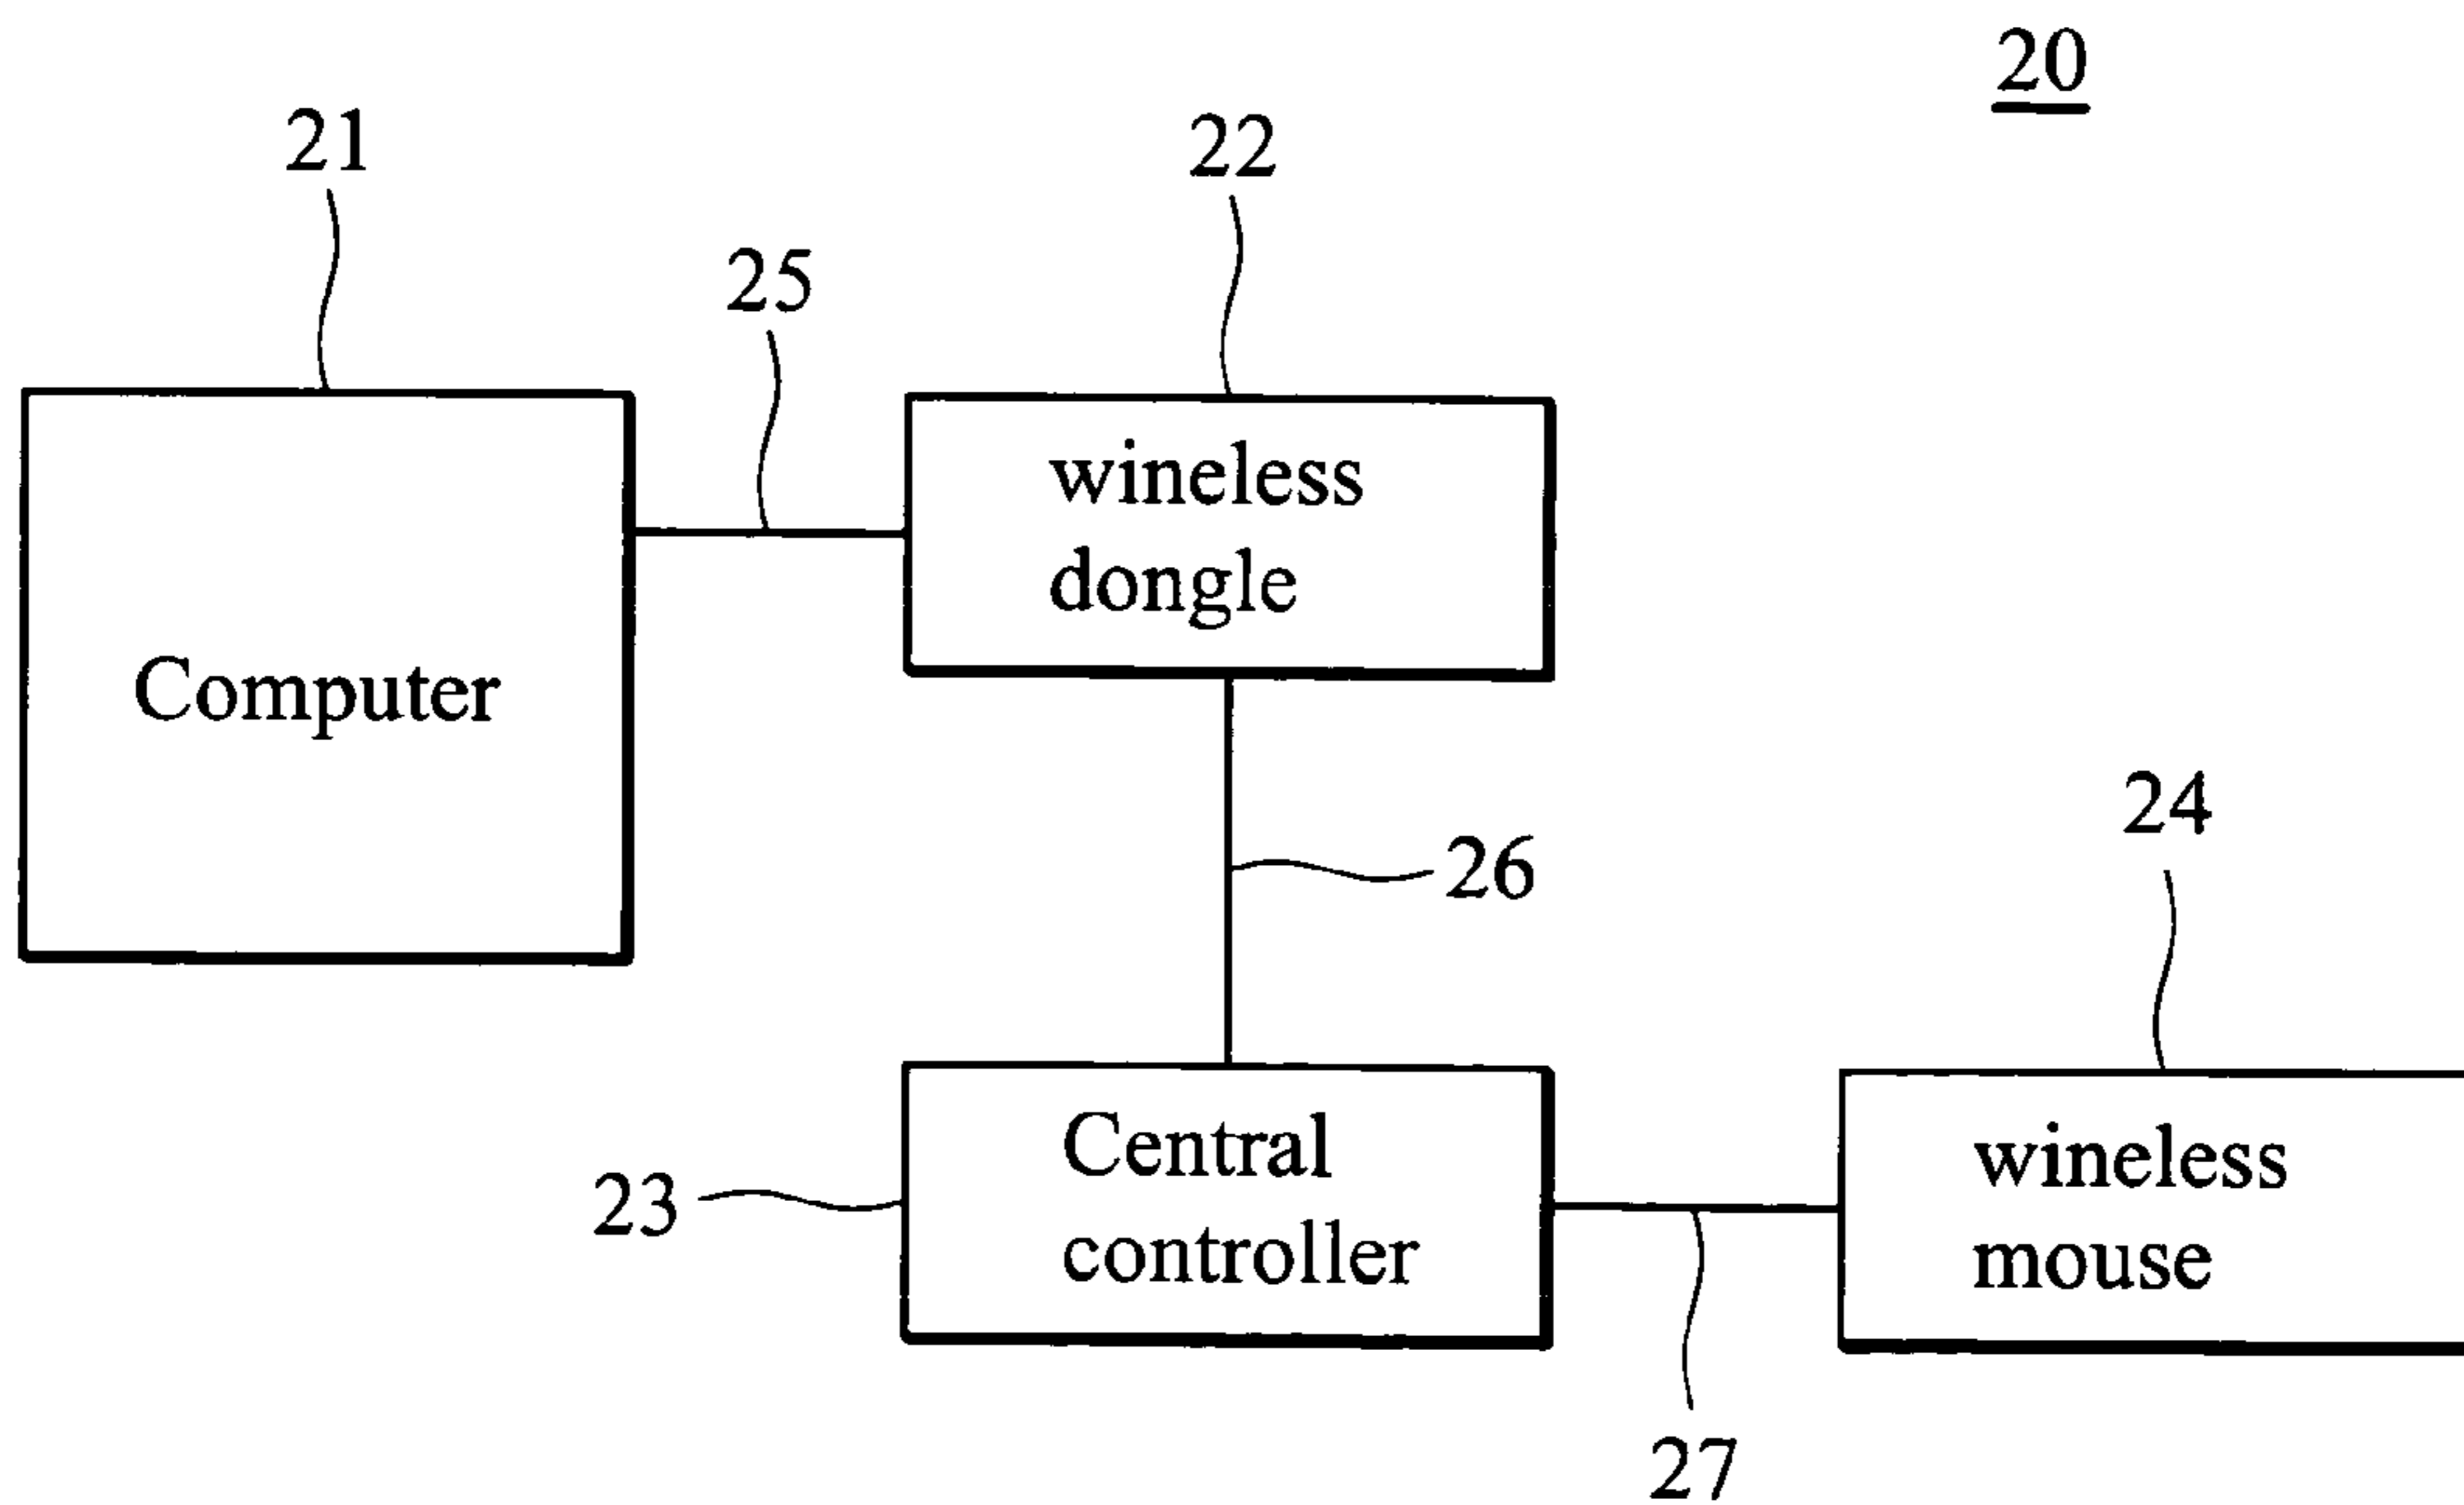 20
21
22
25
wineless
dongle
Computer
24
26
Central
controller
23
wineless
mouse
27